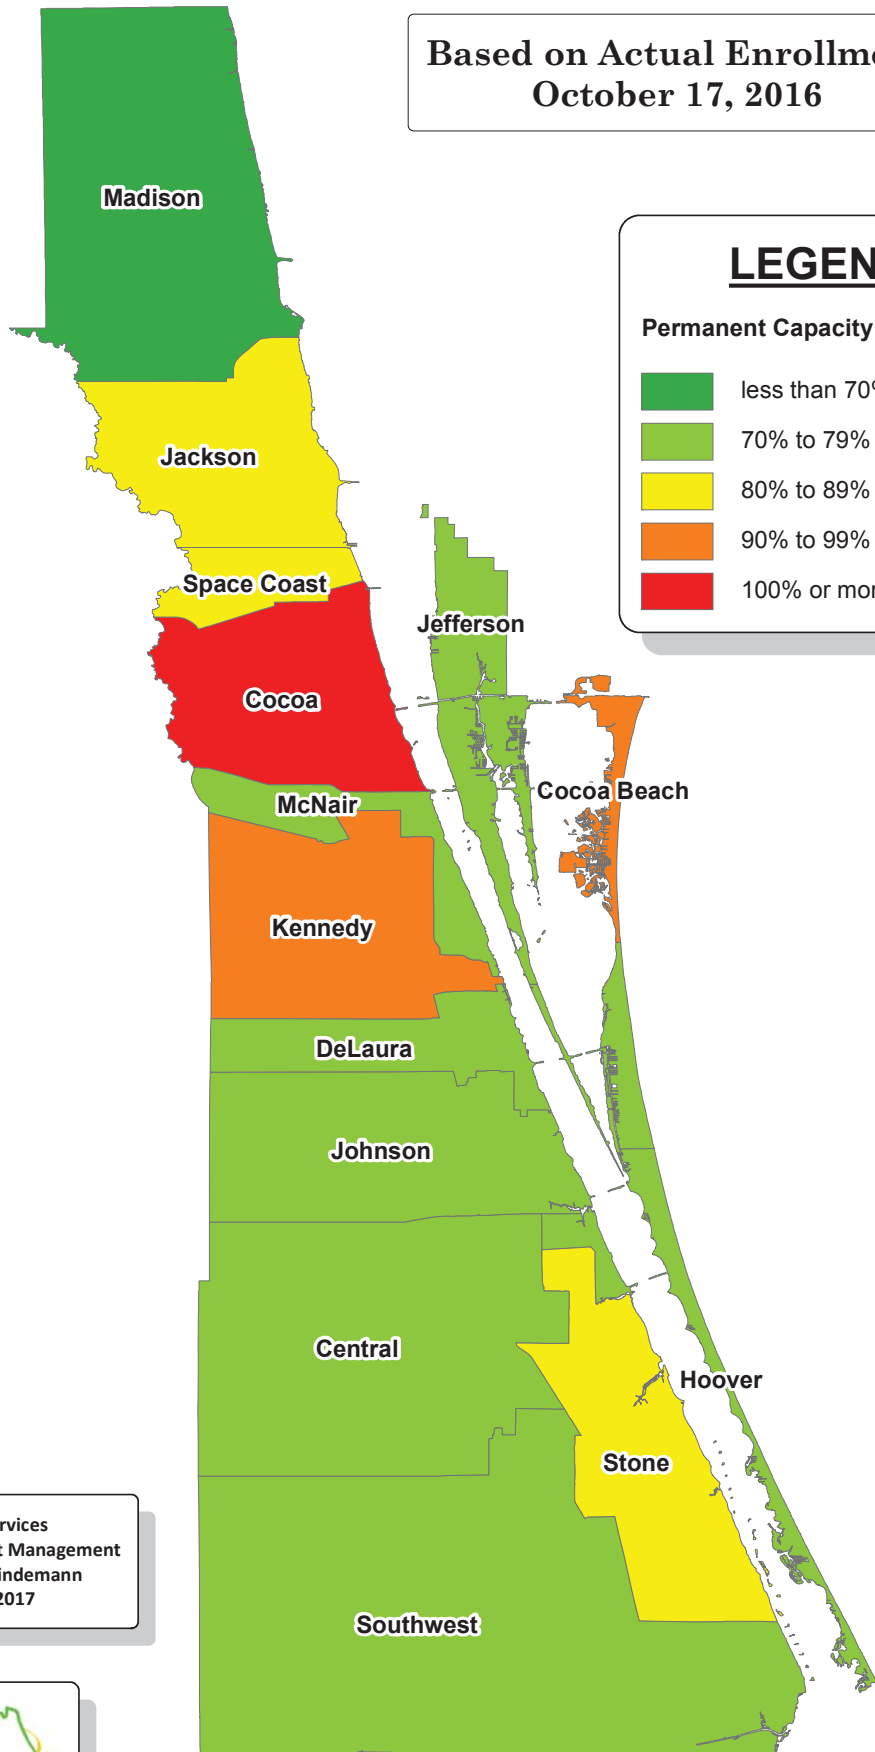 Based on Actual Enrollm
October 17, 2016
Madison
LEGEN
Permanent Capacity
less than 70%
70% to 79%
80% to 89%
90% to 99%
100% or mor
Jackson
Space Coast
Jefferson
Cocoa
Cocoa Beach
McNair
Kennedy
DeLaura
Johnson
Central
Hoover
Stone
rvices
t Management
indemann
2017
Southwest